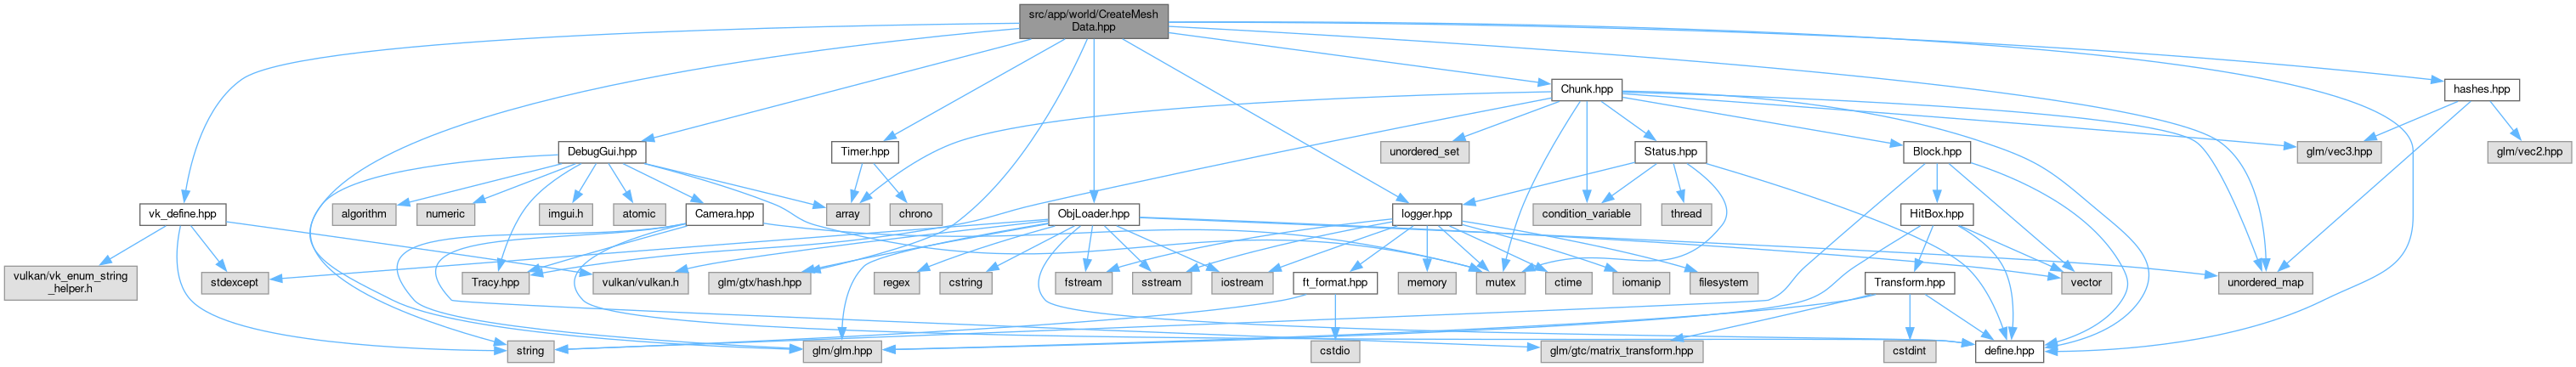 src/app/world/CreateMesh
Data.hpp
Chunk.hpp
hashes.hpp
DebugGui.hpp
Timer.hpp
unordered_set
Status.hpp
Block.hpp
glm/vec3.hpp
glm/vec2.hpp
vk_define.hpp
algorithm
numeric
imgui.h
atomic
Camera.hpp
array
chrono
ObjLoader.hpp
logger.hpp
condition_variable
thread
HitBox.hpp
vulkan/vk_enum_string
_helper.h
stdexcept
Tracy.hpp
vulkan/vulkan.h
glm/gtx/hash.hpp
regex
cstring
fstream
sstream
iostream
ft_format.hpp
memory
mutex
ctime
iomanip
filesystem
Transform.hpp
vector
unordered_map
string
glm/glm.hpp
cstdio
glm/gtc/matrix_transform.hpp
cstdint
define.hpp